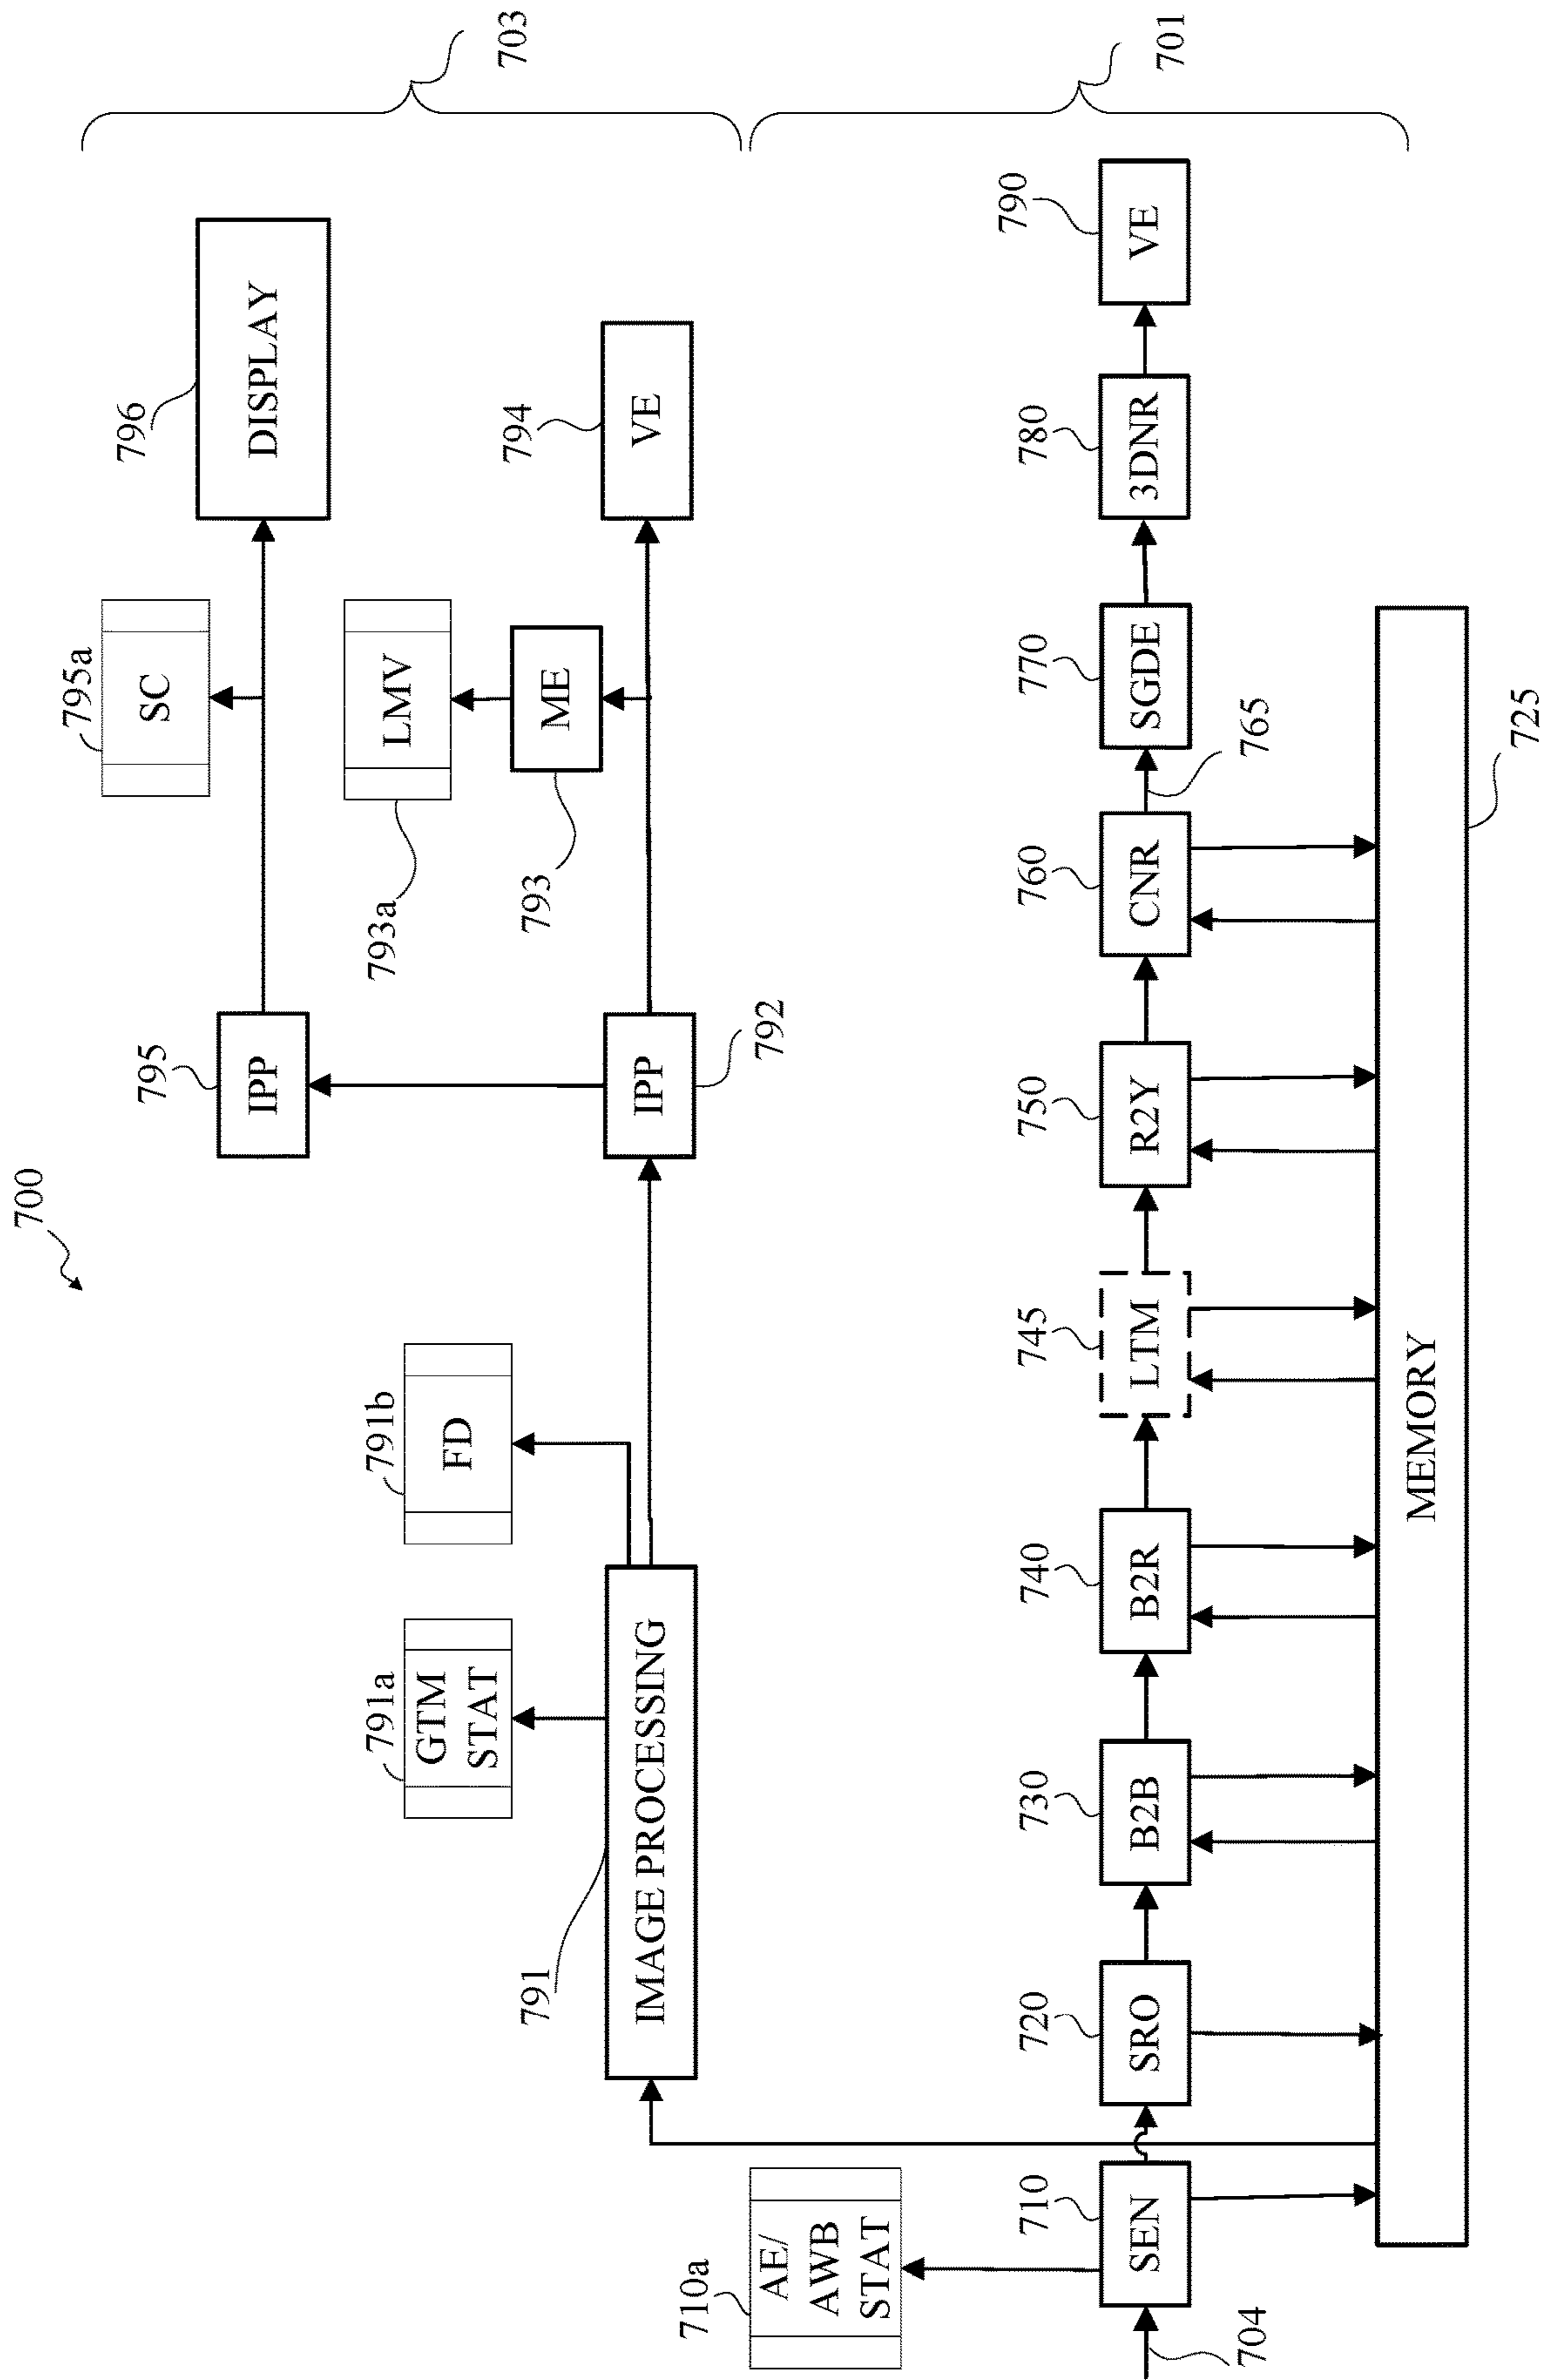 700
703
701
796
DISPLAY
795a
SC
795
IPP
793a
LMV
793
ME
794
VE
792
IPP
791b
FD
791a
GTM
STAT
791
IMAGE PROCESSING
710a
AE/
AWB
STAT
704
710
SEN
720
SRO
730
B2B
740
B2R
745
LTM
750
R2Y
760
CNR
765
770
SGDE
780
3DNR
790
VE
MEMORY
725